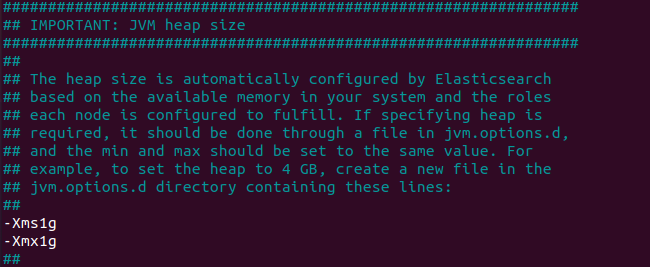 ################################################################
## IMPORTANT: JVM heap size
################################################################
##
## The heap size is automatically configured by Elasticsearch
## based on the available memory in your system and the roles
## each node is configured to fulfill. If specifying heap is
## required, it should be done through a file in jvm.options.d,
## and the min and max should be set to the same value. For
## example, to set the heap to 4 GB, create a new file in the
## jvm.options.d directory containing these lines:
##
-Xms1g
-Xmx1g
##